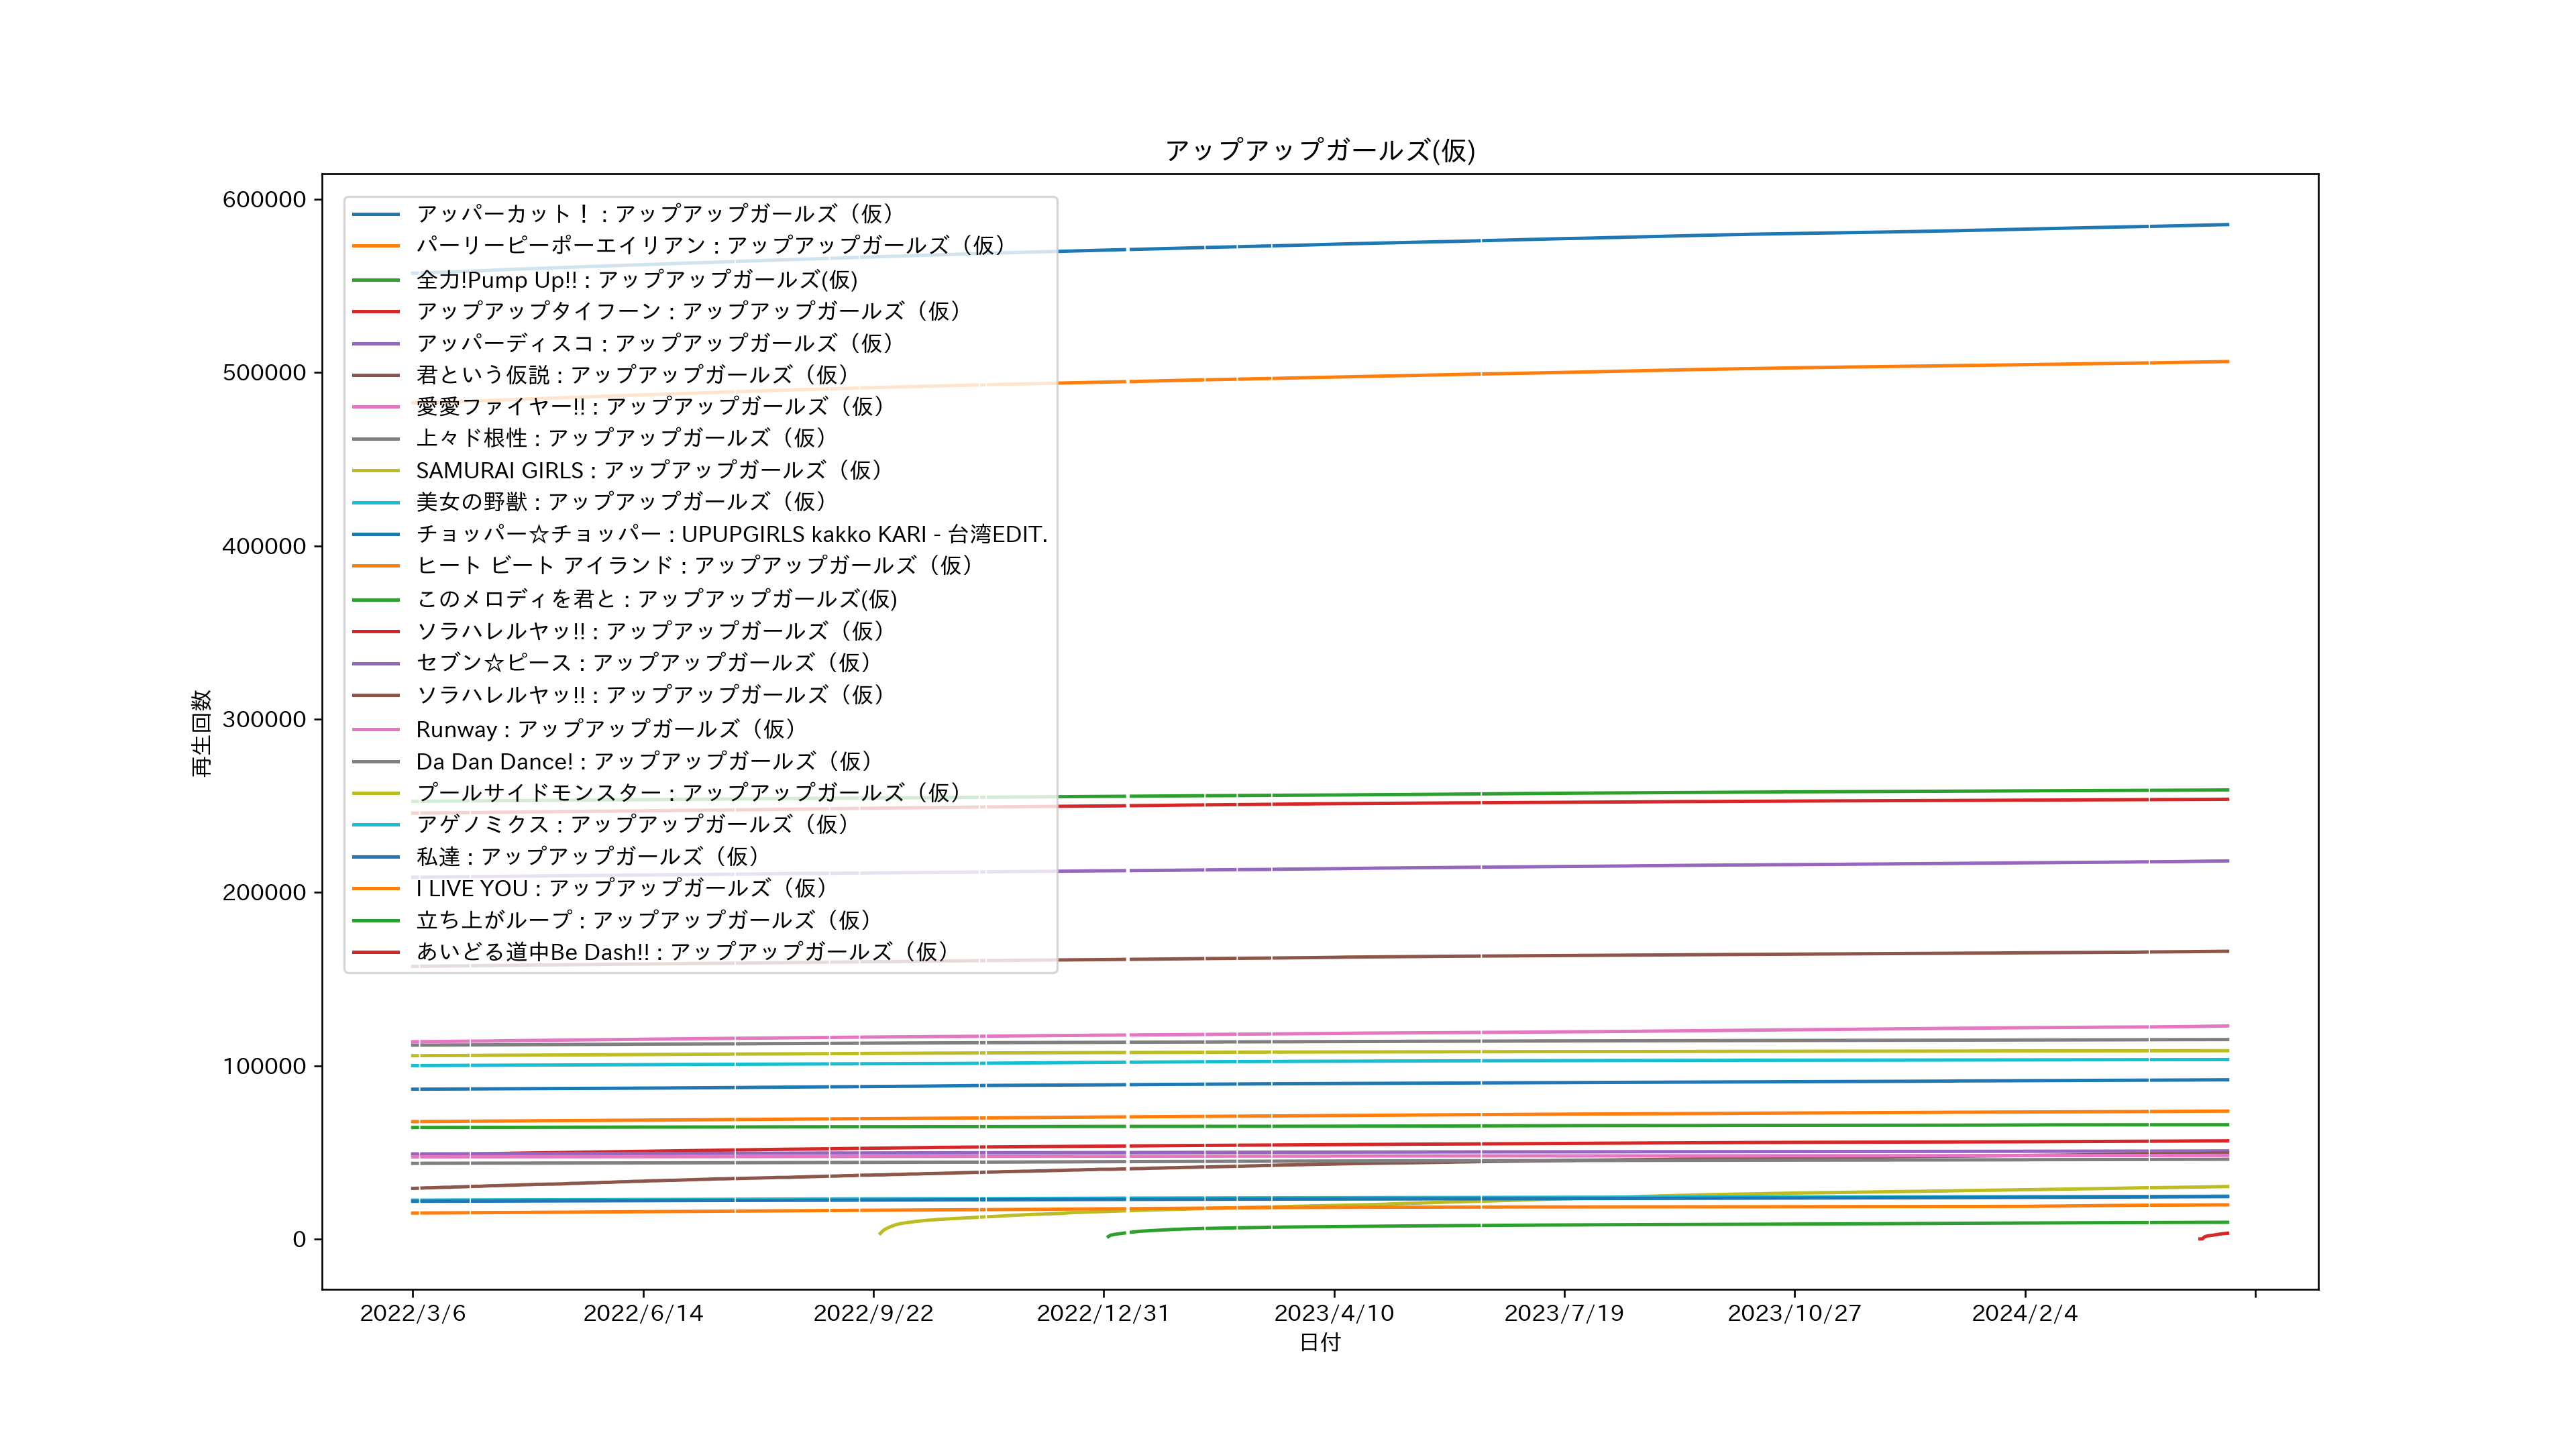 アップアップガールズ(仮)
600000
500000
400000
300000
200000
100000
0
再生回数
アッパーカット！ : アップアップガールズ（仮）
パーリーピーポーエイリアン : アップアップガールズ（仮）
全力!Pump Up!! : アップアップガールズ(仮)
アップアップタイフーン : アップアップガールズ（仮）
アッパーディスコ : アップアップガールズ（仮）
君という仮説 : アップアップガールズ（仮）
愛愛ファイヤー!! : アップアップガールズ（仮）
上々ド根性 : アップアップガールズ（仮）
SAMURAI GIRLS : アップアップガールズ（仮）
美女の野獣 : アップアップガールズ（仮）
チョッパー☆チョッパー : UPUPGIRLS kakko KARI - 台湾EDIT.
ヒート ビート アイランド : アップアップガールズ（仮）
このメロディを君と : アップアップガールズ(仮)
ソラハレルヤッ!! : アップアップガールズ（仮）
セブン☆ピース : アップアップガールズ（仮）
ソラハレルヤッ!! : アップアップガールズ（仮）
Runway : アップアップガールズ（仮）
Da Dan Dance! : アップアップガールズ（仮）
プールサイドモンスター : アップアップガールズ（仮）
アゲノミクス : アップアップガールズ（仮）
私達 : アップアップガールズ（仮）
I LIVE YOU : アップアップガールズ（仮）
立ち上がループ : アップアップガールズ（仮）
あいどる道中Be Dash!! : アップアップガールズ（仮）
2022/3/6 2022/6/14 2022/9/22 2022/12/31 2023/4/10 2023/7/19 2023/10/27 2024/2/4
日付